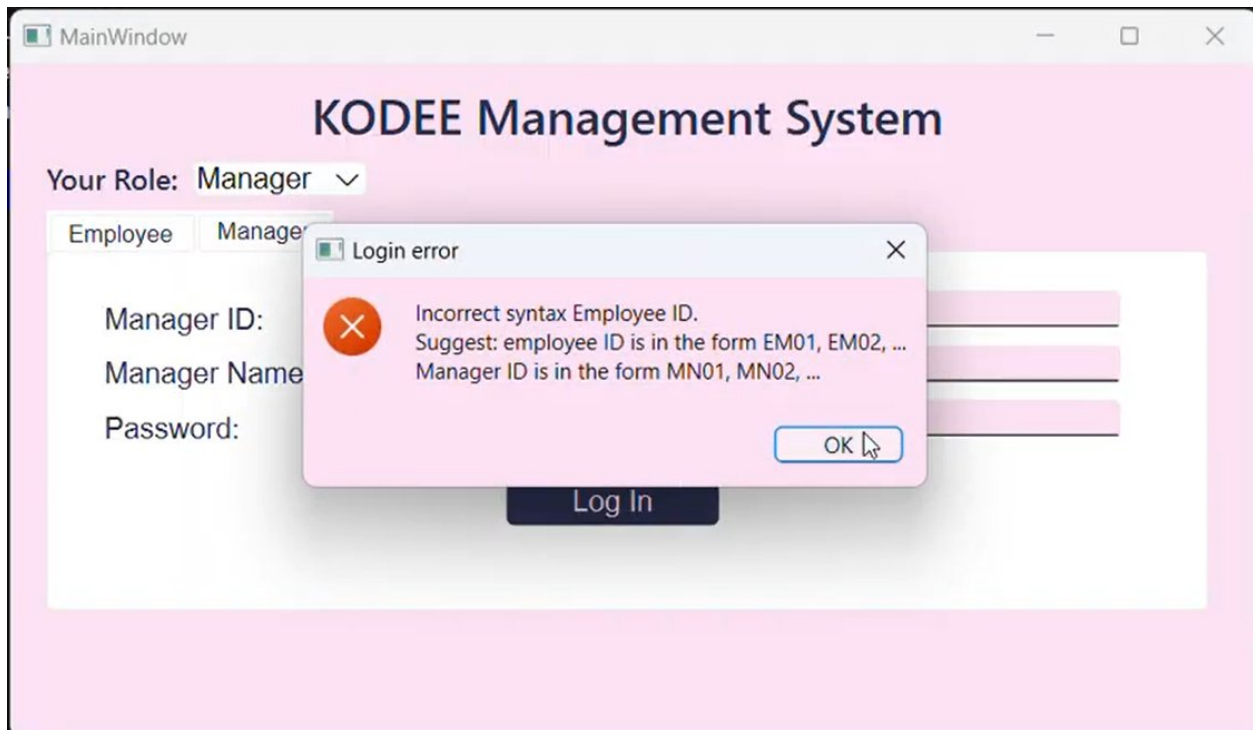 MainWindow
KODEE Management System
Your Role: Manager
Employee Manager
Login error
Manager ID:
Incorrect syntax Employee ID.
Suggest: employee ID is in the form EM01, EM02, ...
Manager Name
Manager ID is in the form MN01, MN02, ...
Password:
OK
Log In